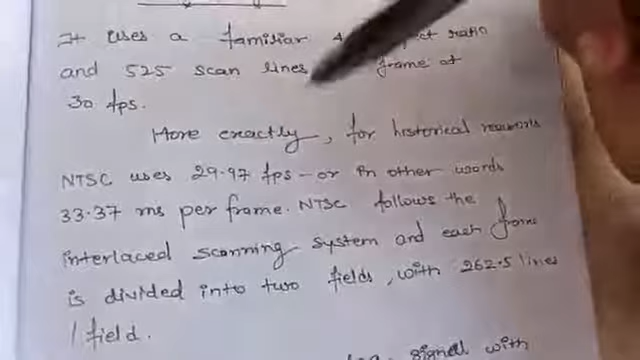 It uses a familiar 4 ratio
and 525 scan lines frame at
30 fps.
More exactly, for historical reasons
NTSC uses 29.97 fps - or in other words
33.37 ms per frame. NTSC follows the
interlaced scanning system and each frame
is divided into two fields, with 262.5 lines
/ field.
signal with